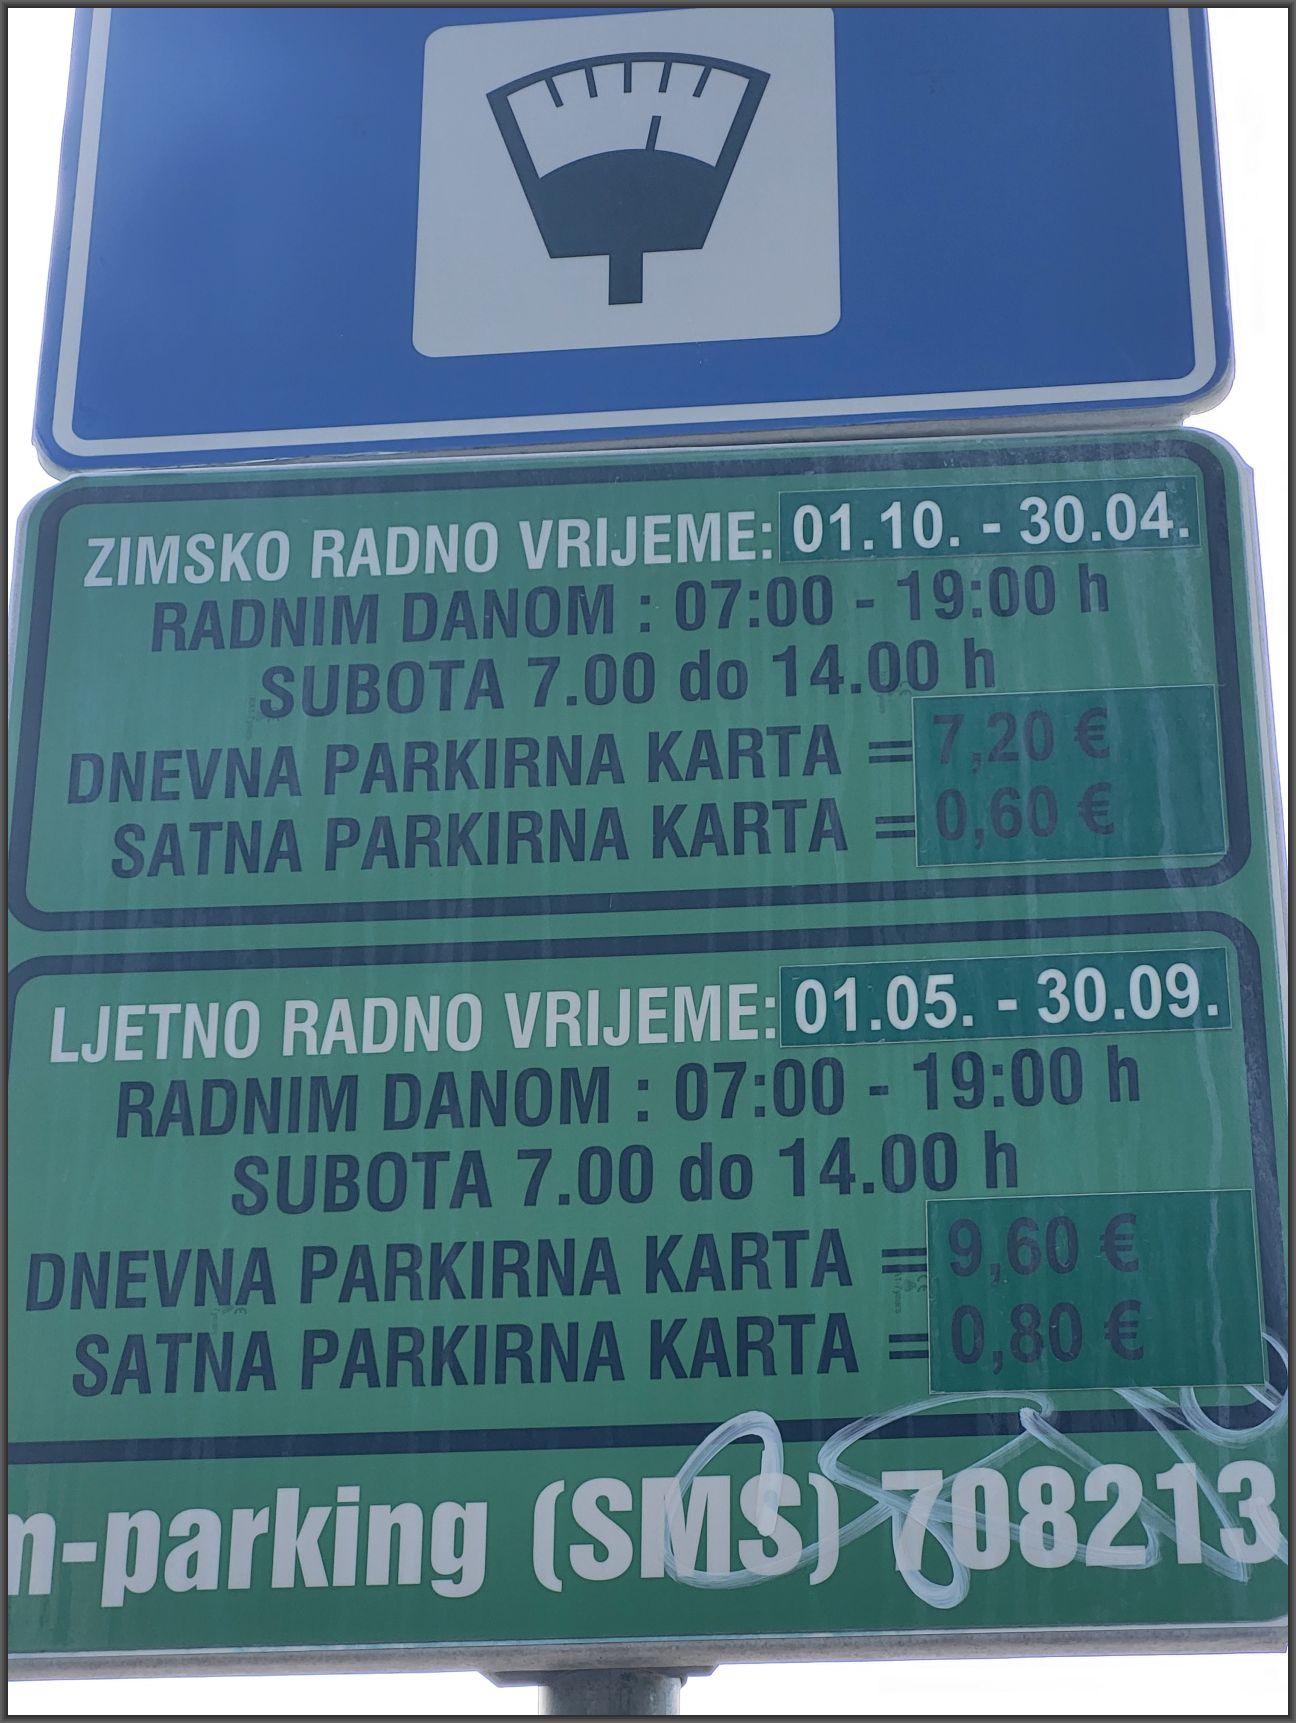 ZIMSKO RADNO VRIJEME: 01.10. - 30.04.
RADNIM DANOM : 07:00 - 19:00 h
SUBOTA 7.00 do 14.00 h
DNEVNA PARKIRNA KARTA = 7,20 €
SATNA PARKIRNA KARTA = 0,60 €
LJETNO RADNO VRIJEME: 01.05. - 30.09.
RADNIM DANOM : 07:00 - 19:00 h
SUBOTA 7.00 do 14.00 h
DNEVNA PARKIRNA KARTA = 9,60 €
SATNA PARKIRNA KARTA = 0,80 €
m-parking (SMS) 708213